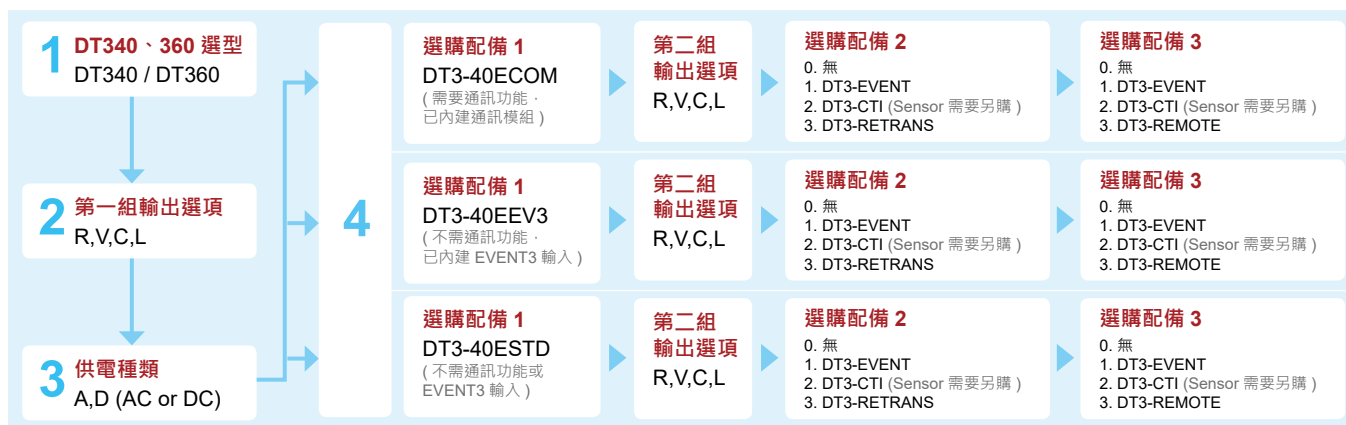 1
DT340、360 選型
DT340 / DT360
2
第一組輸出選項
R,V,C,L
3
供電種類
A,D (AC or DC)
4
選購配備 1
DT3-40ECOM
( 需要通訊功能，
已內建通訊模組 )
第二組
輸出選項
R,V,C,L
選購配備 2
0. 無
1. DT3-EVENT
2. DT3-CTI (Sensor 需要另購 )
3. DT3-RETRANS
選購配備 3
0. 無
1. DT3-EVENT
2. DT3-CTI (Sensor 需要另購 )
3. DT3-REMOTE
選購配備 1
DT3-40EEV3
( 不需通訊功能，
已內建 EVENT3 輸入 )
第二組
輸出選項
R,V,C,L
選購配備 2
0. 無
1. DT3-EVENT
2. DT3-CTI (Sensor 需要另購 )
3. DT3-RETRANS
選購配備 3
0. 無
1. DT3-EVENT
2. DT3-CTI (Sensor 需要另購 )
3. DT3-REMOTE
選購配備 1
DT3-40ESTD
( 不需通訊功能或
EVENT3 輸入 )
第二組
輸出選項
R,V,C,L
選購配備 2
0. 無
1. DT3-EVENT
2. DT3-CTI (Sensor 需要另購 )
3. DT3-RETRANS
選購配備 3
0. 無
1. DT3-EVENT
2. DT3-CTI (Sensor 需要另購 )
3. DT3-REMOTE